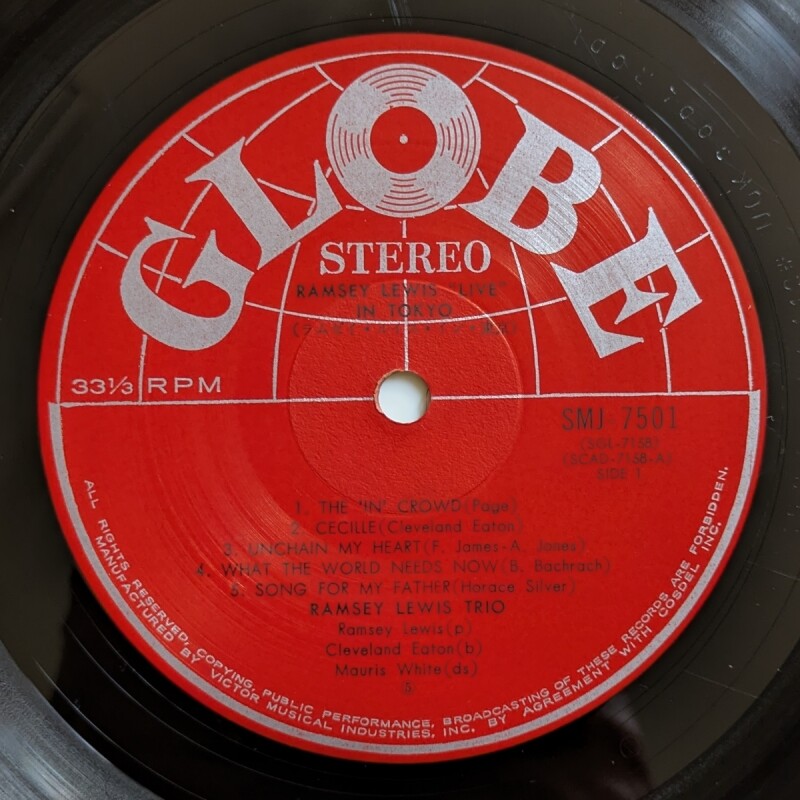 GLOBE
STEREO
RAMSEY LEWIS "LIVE"
IN TOKYO
33⅓ RPM
SMJ-7501
(SGL-7158)
(SCAD-7158-A)
SIDE 1
1. THE 'IN' CROWD(Page)
2. CECILLE(Cleveland Eaton)
3. UNCHAIN MY HEART(F. James-A. Jones)
4. WHAT THE WORLD NEEDS NOW(B. Bachrach)
5. SONG FOR MY FATHER(Horace Silver)
RAMSEY LEWIS TRIO
Ramsey Lewis(p)
Cleveland Eaton(b)
Mauris White(ds)
ALL RIGHTS RESERVED, COPYING, PUBLIC PERFORMANCE, BROADCASTING OF THESE RECORDS ARE FORBIDDEN.
MANUFACTURED BY VICTOR MUSICAL INDUSTRIES, INC. BY AGREEMENT WITH COSDEL INC.